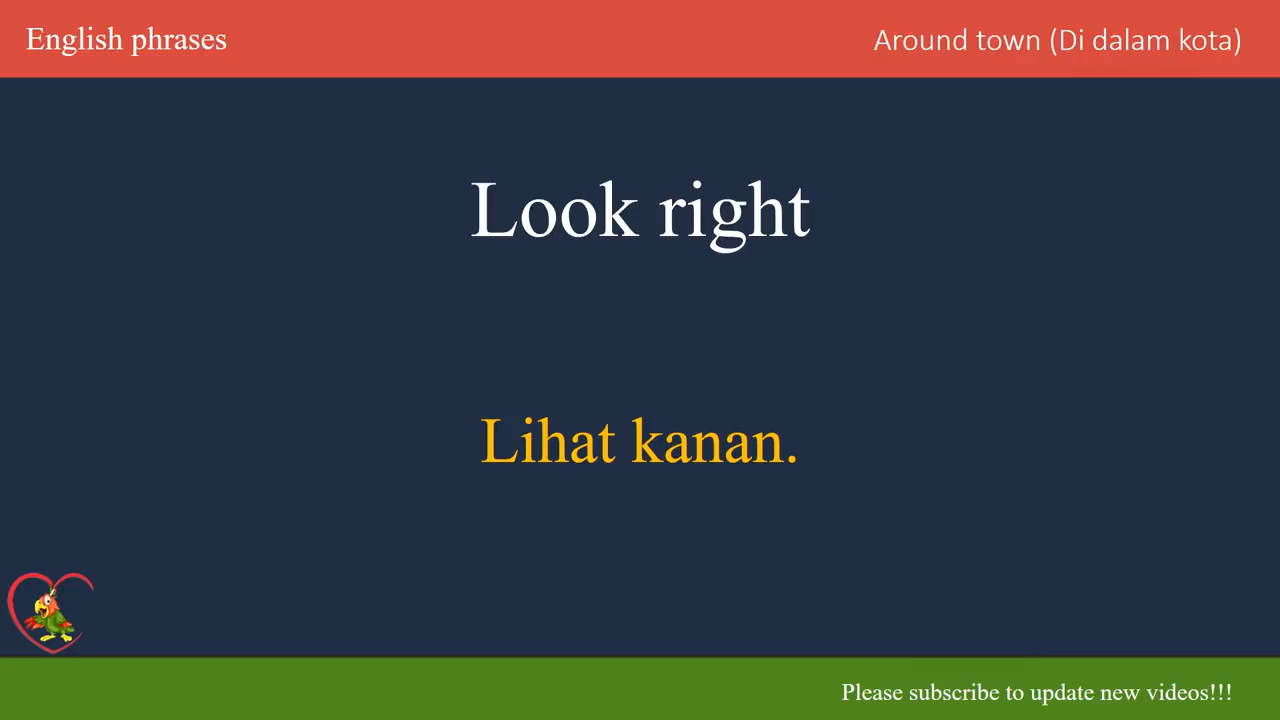 English phrases
Around town (Di dalam kota)
Look right
Lihat kanan.
Please subscribe to update new videos!!!